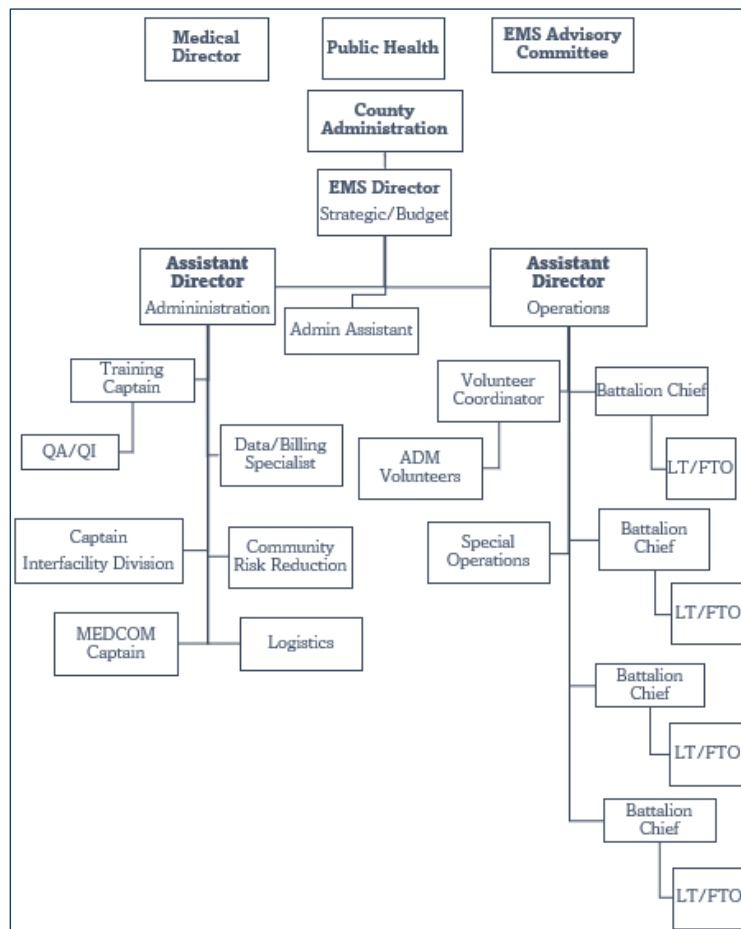 Medical
Director
Public Health
EMS Advisory
Committee
County
Administration
EMS Director
Strategic/Budget
Assistant
Director
Admininistration
Admin Assistant
Assistant
Director
Operations
Training
Captain
QA/QI
Data/Billing
Specialist
Captain
Interfacility Division
Community
Risk Reduction
MEDCOM
Captain
Logistics
Volunteer
Coordinator
ADM
Volunteers
Special
Operations
Battalion Chief
LT/FTO
Battalion
Chief
LT/FTO
Battalion
Chief
LT/FTO
Battalion
Chief
LT/FTO